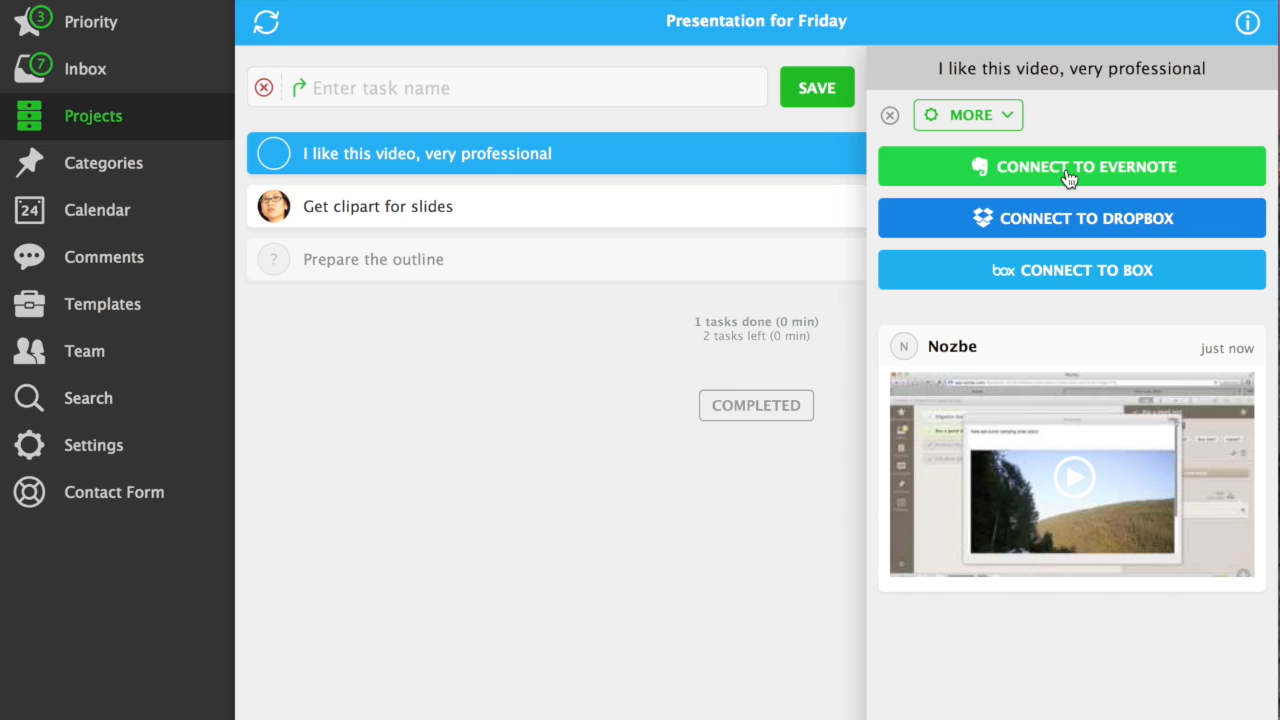 3
Priority
7
Inbox
Projects
Categories
24
Calendar
Comments
Templates
Team
Search
Settings
Contact Form
Presentation for Friday
Enter task name
SAVE
I like this video, very professional
Get clipart for slides
?
Prepare the outline
1 tasks done (0 min)
2 tasks left (0 min)
COMPLETED
I like this video, very professional
MORE
CONNECT TO EVERNOTE
CONNECT TO DROPBOX
box CONNECT TO BOX
N
Nozbe
just now